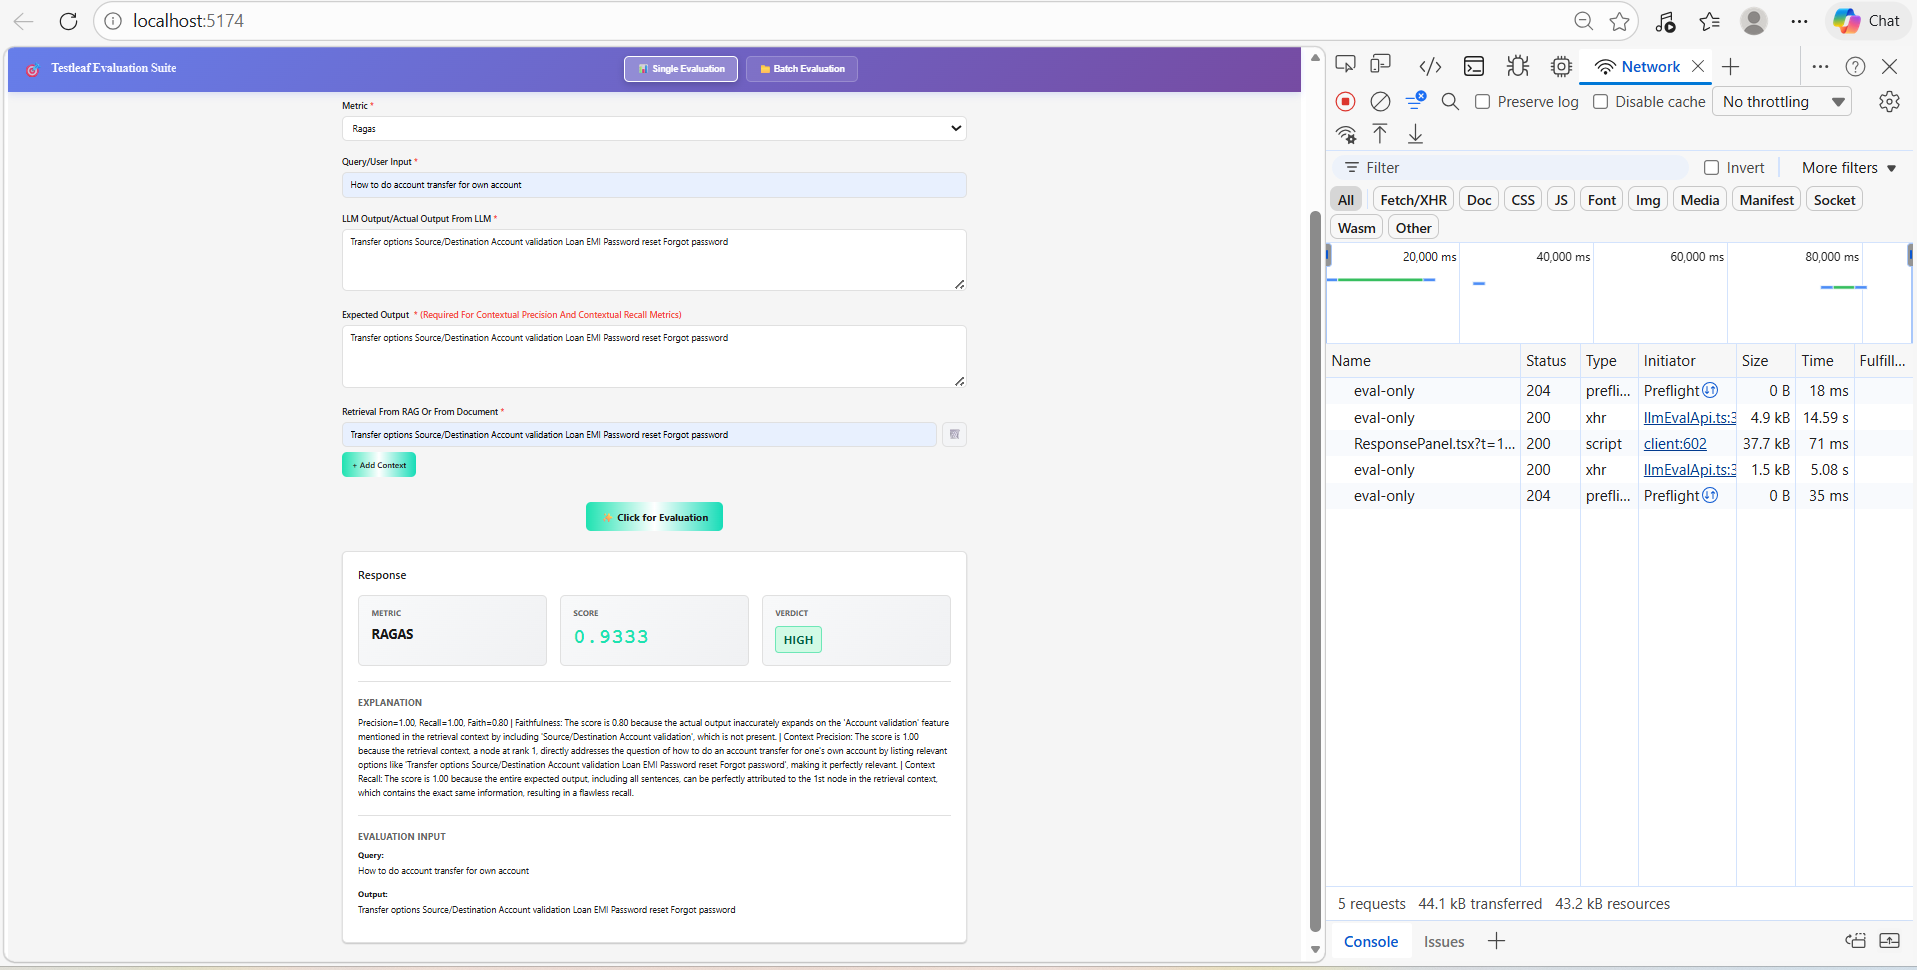 localhost:5174
Chat
Testleaf Evaluation Suite
Single Evaluation
Batch Evaluation
Metric *
Ragas
Query/User Input *
How to do account transfer for own account
LLM Output/Actual Output From LLM *
Transfer options Source/Destination Account validation Loan EMI Password reset Forgot password
Expected Output * (Required For Contextual Precision And Contextual Recall Metrics)
Transfer options Source/Destination Account validation Loan EMI Password reset Forgot password
Retrieval From RAG Or From Document *
Transfer options Source/Destination Account validation Loan EMI Password reset Forgot password
+ Add Context
Click for Evaluation
Response
METRIC
RAGAS
SCORE
0.9333
VERDICT
HIGH
EXPLANATION
Precision=1.00, Recall=1.00, Faith=0.80 | Faithfulness: The score is 0.80 because the actual output inaccurately expands on the 'Account validation' feature
mentioned in the retrieval context by including 'Source/Destination Account validation', which is not present. | Context Precision: The score is 1.00
because the retrieval context, a node at rank 1, directly addresses the question of how to do an account transfer for one's own account by listing relevant
options like 'Transfer options Source/Destination Account validation Loan EMI Password reset Forgot password', making it perfectly relevant. | Context
Recall: The score is 1.00 because the entire expected output, including all sentences, can be perfectly attributed to the 1st node in the retrieval context,
which contains the exact same information, resulting in a flawless recall.
EVALUATION INPUT
Query:
How to do account transfer for own account
Output:
Transfer options Source/Destination Account validation Loan EMI Password reset Forgot password
Network
Preserve log
Disable cache
No throttling
Filter
Invert
More filters
All
Fetch/XHR
Doc
CSS
JS
Font
Img
Media
Manifest
Socket
Wasm
Other
20,000 ms
40,000 ms
60,000 ms
80,000 ms
Name Status Type Initiator Size Time Fulfill...
eval-only 204 prefli... Preflight 0 B 18 ms
eval-only 200 xhr llmEvalApi.ts:3 4.9 kB 14.59 s
ResponsePanel.tsx?t=1... 200 script client:602 37.7 kB 71 ms
eval-only 200 xhr llmEvalApi.ts:3 1.5 kB 5.08 s
eval-only 204 prefli... Preflight 0 B 35 ms
5 requests 44.1 kB transferred 43.2 kB resources
Console
Issues